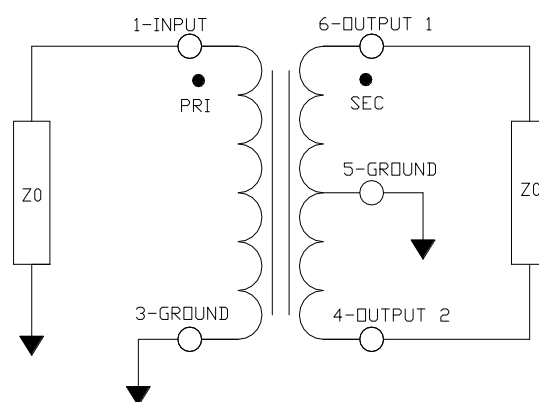 1-INPUT
6-OUTPUT 1
PRI
SEC
5-GROUND
Z0
Z0
3-GROUND
4-OUTPUT 2